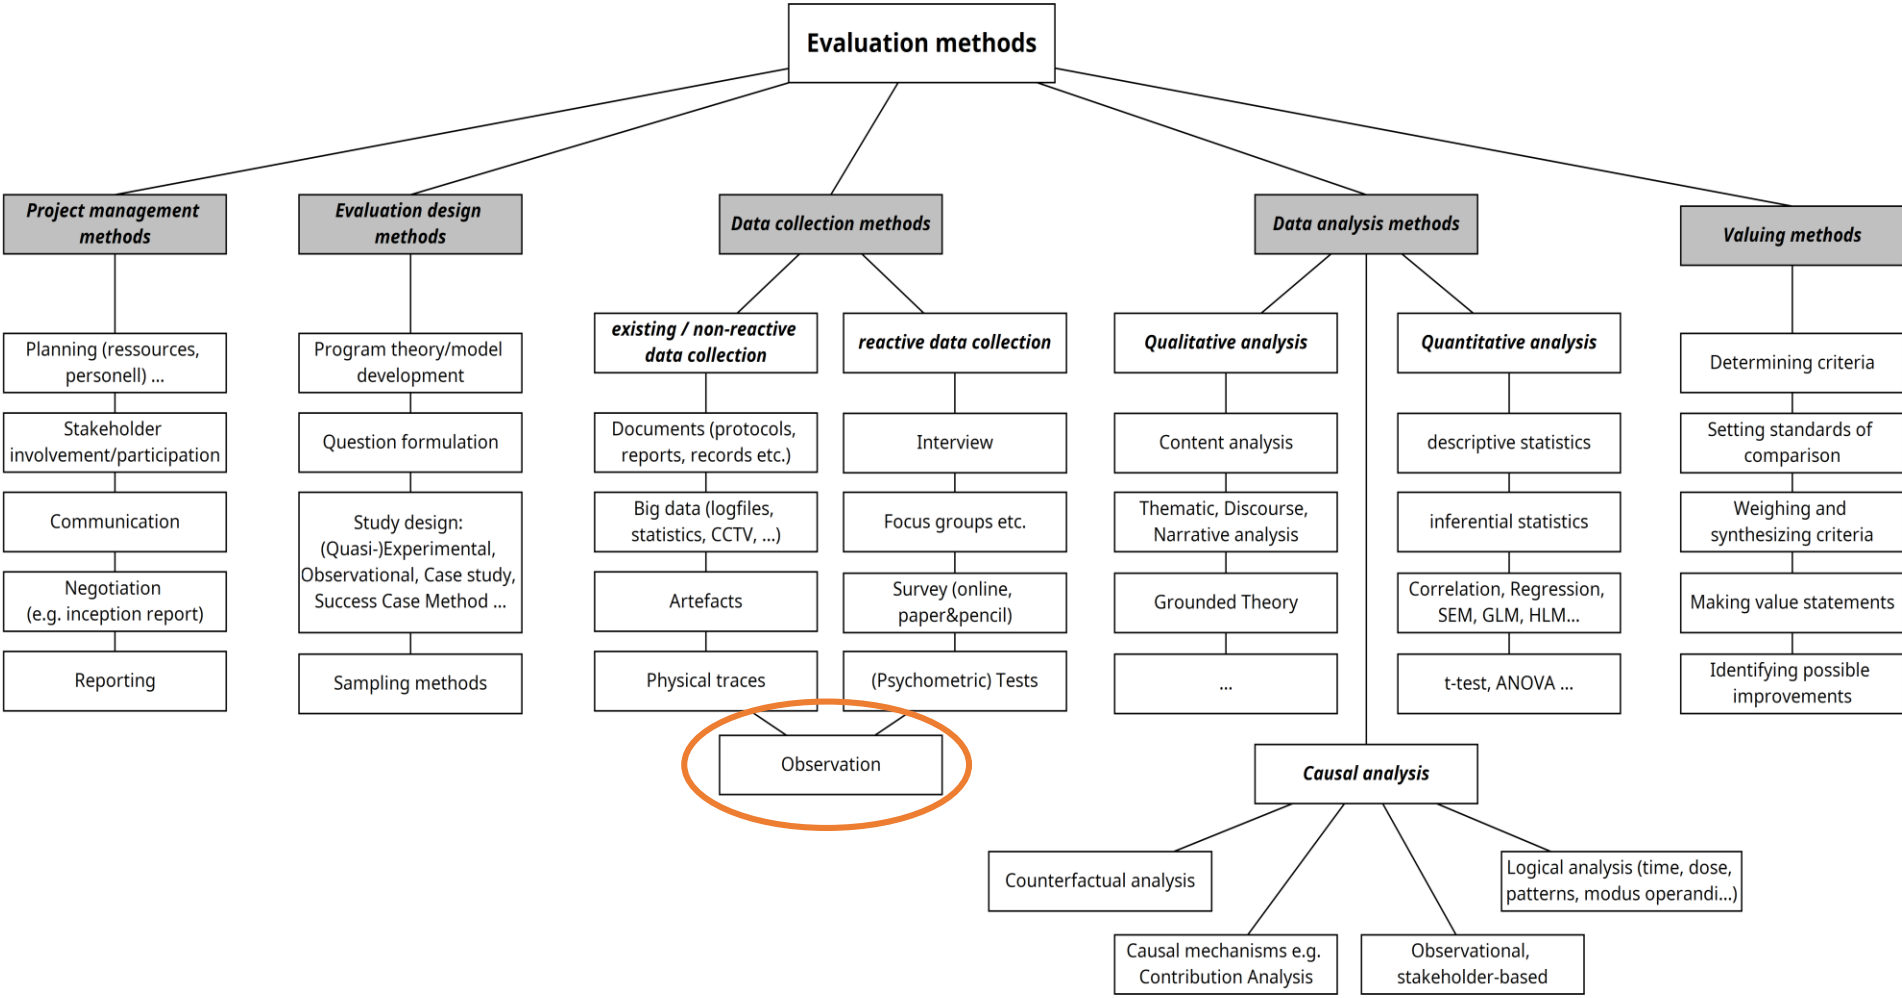 Evaluation methods
Project management
methods
Evaluation design
methods
Data collection methods
Data analysis methods
Valuing methods
Planning (ressources,
personell) ...
Stakeholder
involvement/participation
Communication
Negotiation
(e.g. inception report)
Reporting
Program theory/model
development
Question formulation
Study design:
(Quasi-)Experimental,
Observational, Case study,
Success Case Method ...
Sampling methods
existing / non-reactive
data collection
Documents (protocols,
reports, records etc.)
Big data (logfiles,
statistics, CCTV, ...)
Artefacts
Physical traces
reactive data collection
Interview
Focus groups etc.
Survey (online,
paper&pencil)
(Psychometric) Tests
Observation
Qualitative analysis
Content analysis
Thematic, Discourse,
Narrative analysis
Grounded Theory
...
Quantitative analysis
descriptive statistics
inferential statistics
Correlation, Regression,
SEM, GLM, HLM...
t-test, ANOVA ...
Causal analysis
Counterfactual analysis
Causal mechanisms e.g.
Contribution Analysis
Observational,
stakeholder-based
Logical analysis (time, dose,
patterns, modus operandi...)
Determining criteria
Setting standards of
comparison
Weighing and
synthesizing criteria
Making value statements
Identifying possible
improvements